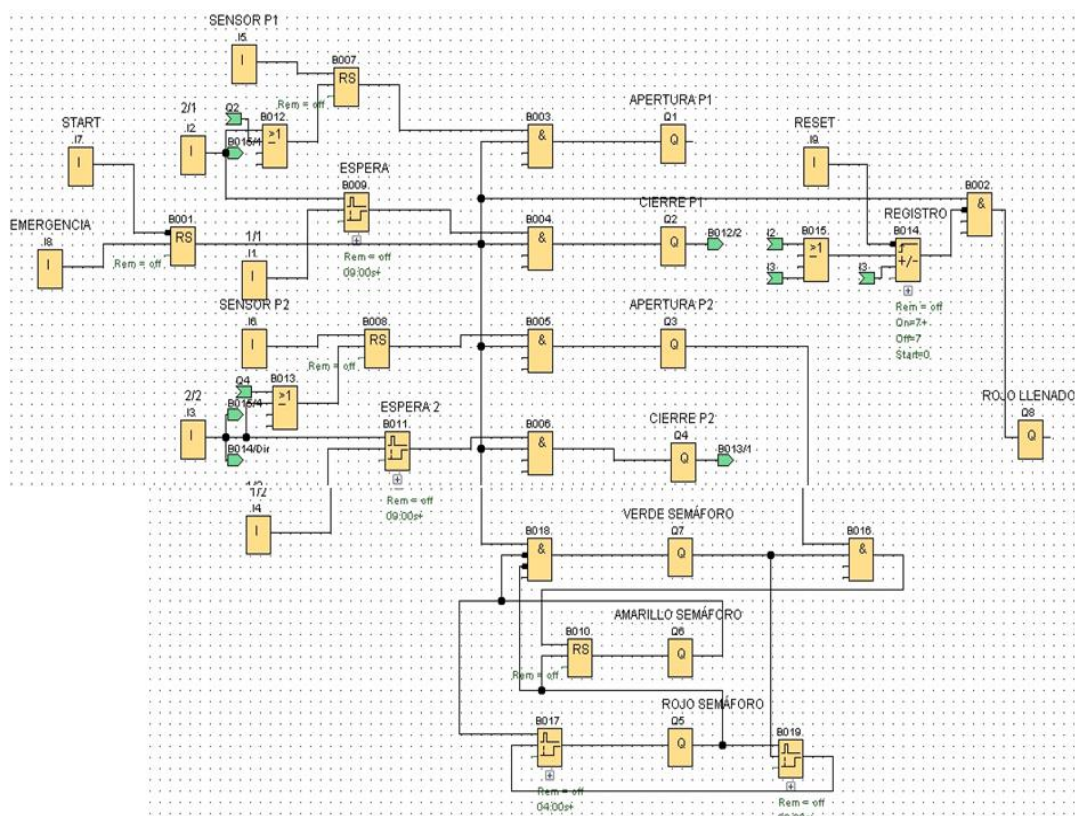 SENSOR P1
I5.
I
B007.
RS
Rem = off
APERTURA P1
2/1
Q2
B012.
≥1
B003.
&
Q1
Q
RESET
START
I2.
I
B015/1
I9.
I
I7.
I
ESPERA
B009.
B002.
&
EMERGENCIA
B001.
RS
CIERRE P1
REGISTRO
I8.
I
1/1
B004.
&
Q2
Q
B012/2
I2.
B015.
≥1
B014.
+/-
Rem = off
I1.
I
Rem = off
09:00s+
I3.
I3.
SENSOR P2
APERTURA P2
Rem = off
On=7+
Off=7
Start=0
I6.
I
B008.
RS
B005.
&
Q3
Q
Rem = off
2/2
Q4
B013.
≥1
B015/4
ESPERA 2
CIERRE P2
ROJO LLENADO
I3.
I
B011.
B006.
&
Q4
Q
B013/1
Q8
Q
B014/Dir
Rem = off
09:00s+
I4.
I
VERDE SEMÁFORO
B018.
&
Q7
Q
B016.
&
AMARILLO SEMÁFORO
B010.
RS
Q6
Q
Rem = off
ROJO SEMÁFORO
B017.
Q5
Q
B019.
Rem = off
04:00s+
Rem = off